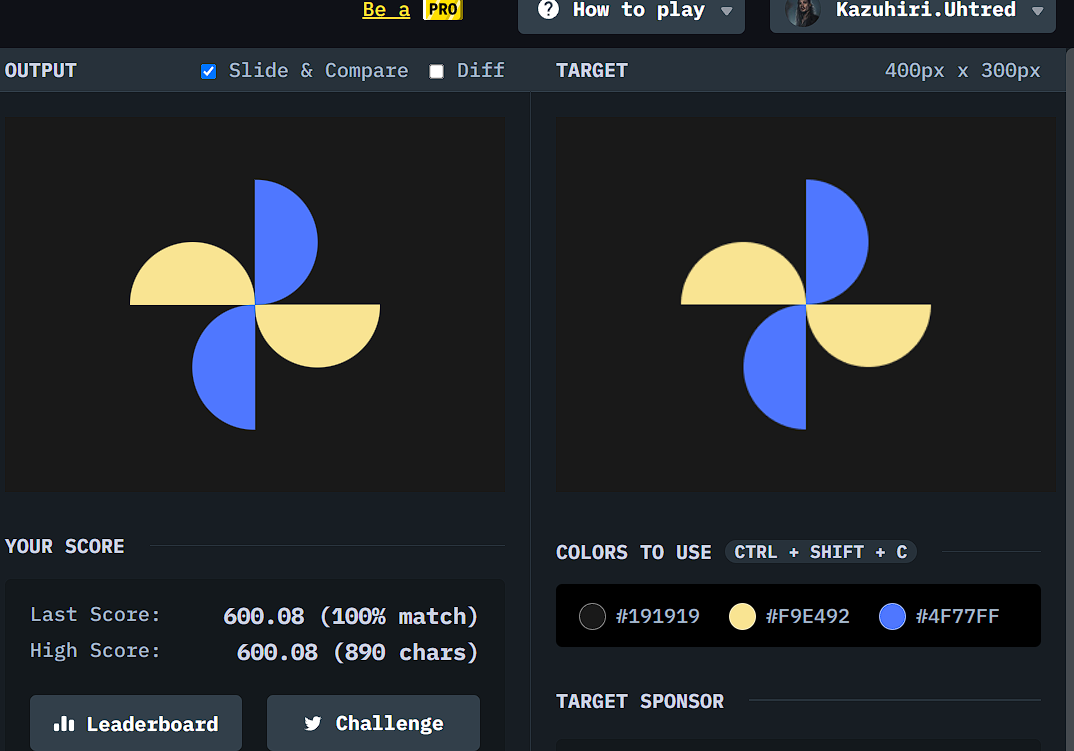 Be a PRO
How to play
Kazuhiri.Uhtred
OUTPUT
Slide & Compare
Diff
TARGET
400px x 300px
YOUR SCORE
Last Score: 600.08 (100% match)
High Score: 600.08 (890 chars)
Leaderboard
Challenge
COLORS TO USE CTRL + SHIFT + C
#191919
#F9E492
#4F77FF
TARGET SPONSOR